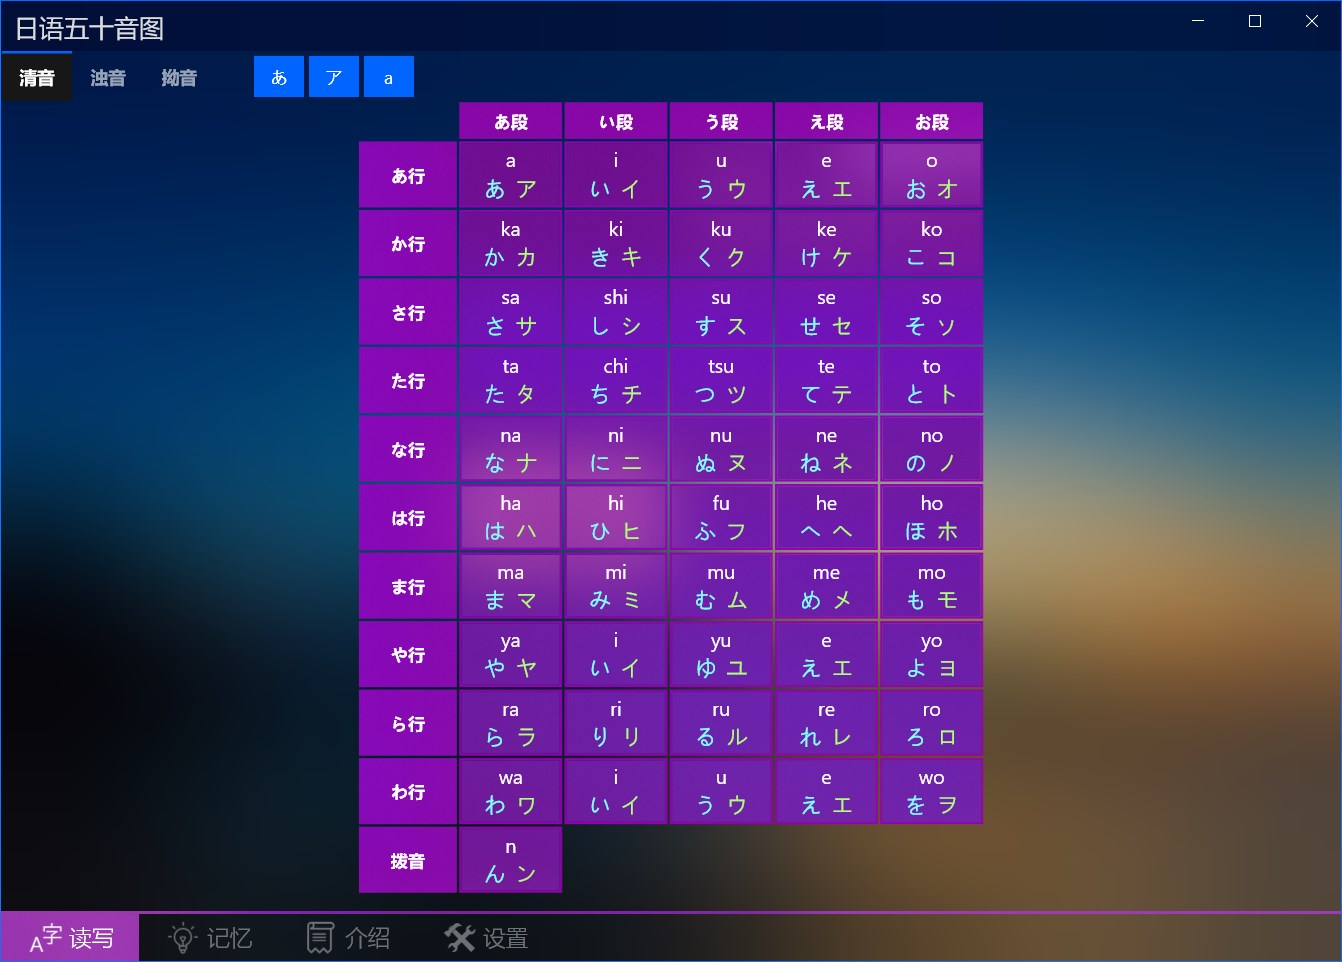 日语五十音图
清音 浊音 拗音 あ ア a
あ段 い段 う段 え段 お段
あ行
a i u e o
あ ア い イ う ウ え エ お オ
か行
ka ki ku ke ko
か カ き キ く ク け ケ こ コ
さ行
sa shi su se so
さ サ し シ す ス せ セ そ ソ
た行
ta chi tsu te to
た タ ち チ つ ツ て テ と ト
な行
na ni nu ne no
な ナ に ニ ぬ ヌ ね ネ の ノ
は行
ha hi fu he ho
は ハ ひ ヒ ふ フ へ ヘ ほ ホ
ま行
ma mi mu me mo
ま マ み ミ む ム め メ も モ
や行
ya i yu e yo
や ヤ い イ ゆ ユ え エ よ ヨ
ら行
ra ri ru re ro
ら ラ り リ る ル れ レ ろ ロ
わ行
wa i u e wo
わ ワ い イ う ウ え エ を ヲ
拨音
n
ん ン
A字 读写 记忆 介绍 设置